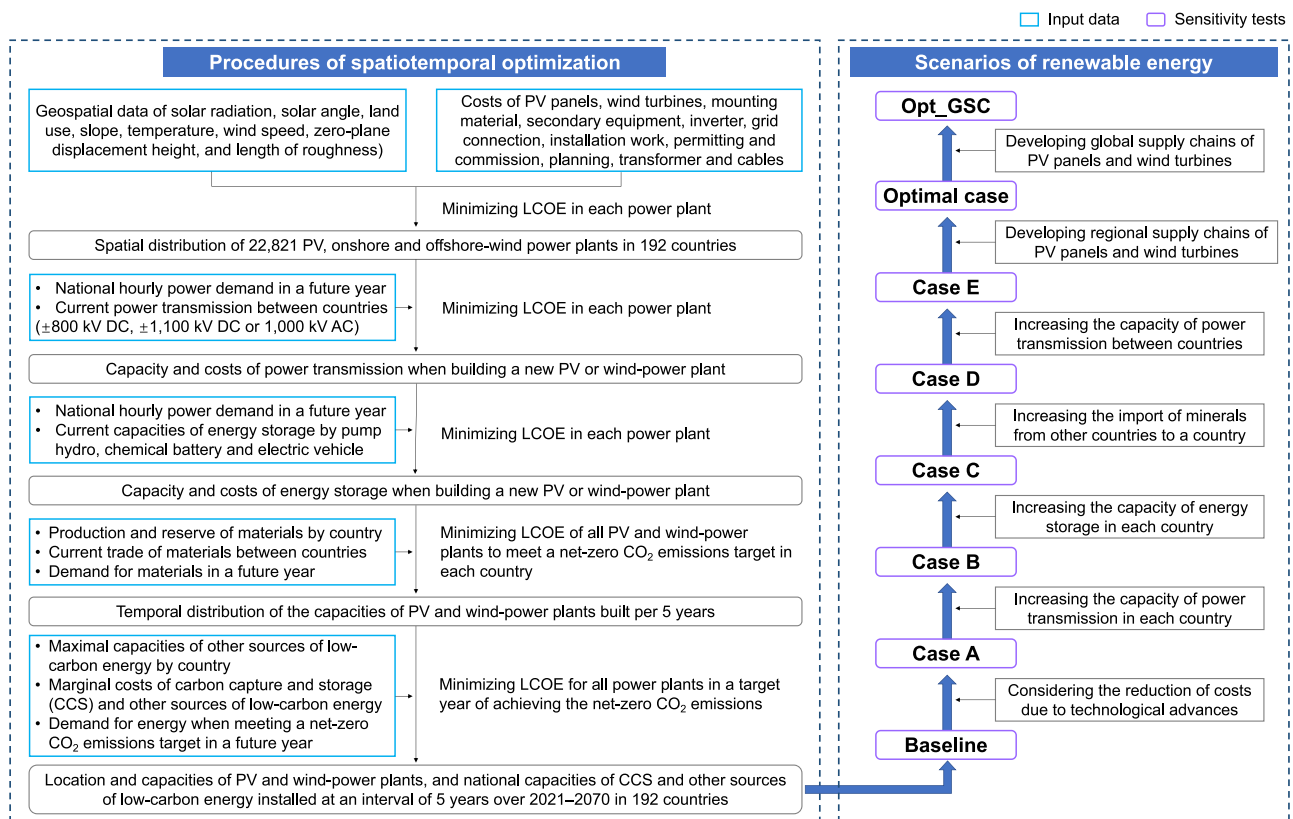 Input data
Sensitivity tests
Procedures of spatiotemporal optimization
Geospatial data of solar radiation, solar angle, land
use, slope, temperature, wind speed, zero-plane
displacement height, and length of roughness)
Costs of PV panels, wind turbines, mounting
material, secondary equipment, inverter, grid
connection, installation work, permitting and
commission, planning, transformer and cables
Minimizing LCOE in each power plant
Spatial distribution of 22,821 PV, onshore and offshore-wind power plants in 192 countries
• National hourly power demand in a future year
• Current power transmission between countries
(±800 kV DC, ±1,100 kV DC or 1,000 kV AC)
Minimizing LCOE in each power plant
Capacity and costs of power transmission when building a new PV or wind-power plant
• National hourly power demand in a future year
• Current capacities of energy storage by pump
hydro, chemical battery and electric vehicle
Minimizing LCOE in each power plant
Capacity and costs of energy storage when building a new PV or wind-power plant
• Production and reserve of materials by country
• Current trade of materials between countries
• Demand for materials in a future year
Minimizing LCOE of all PV and wind-power
plants to meet a net-zero CO₂ emissions target in
each country
Temporal distribution of the capacities of PV and wind-power plants built per 5 years
• Maximal capacities of other sources of low-
carbon energy by country
• Marginal costs of carbon capture and storage
(CCS) and other sources of low-carbon energy
• Demand for energy when meeting a net-zero
CO₂ emissions target in a future year
Minimizing LCOE for all power plants in a target
year of achieving the net-zero CO₂ emissions
Location and capacities of PV and wind-power plants, and national capacities of CCS and other sources
of low-carbon energy installed at an interval of 5 years over 2021–2070 in 192 countries
Scenarios of renewable energy
Opt_GSC
Developing global supply chains of
PV panels and wind turbines
Optimal case
Developing regional supply chains of
PV panels and wind turbines
Case E
Increasing the capacity of power
transmission between countries
Case D
Increasing the import of minerals
from other countries to a country
Case C
Increasing the capacity of energy
storage in each country
Case B
Increasing the capacity of power
transmission in each country
Case A
Considering the reduction of costs
due to technological advances
Baseline